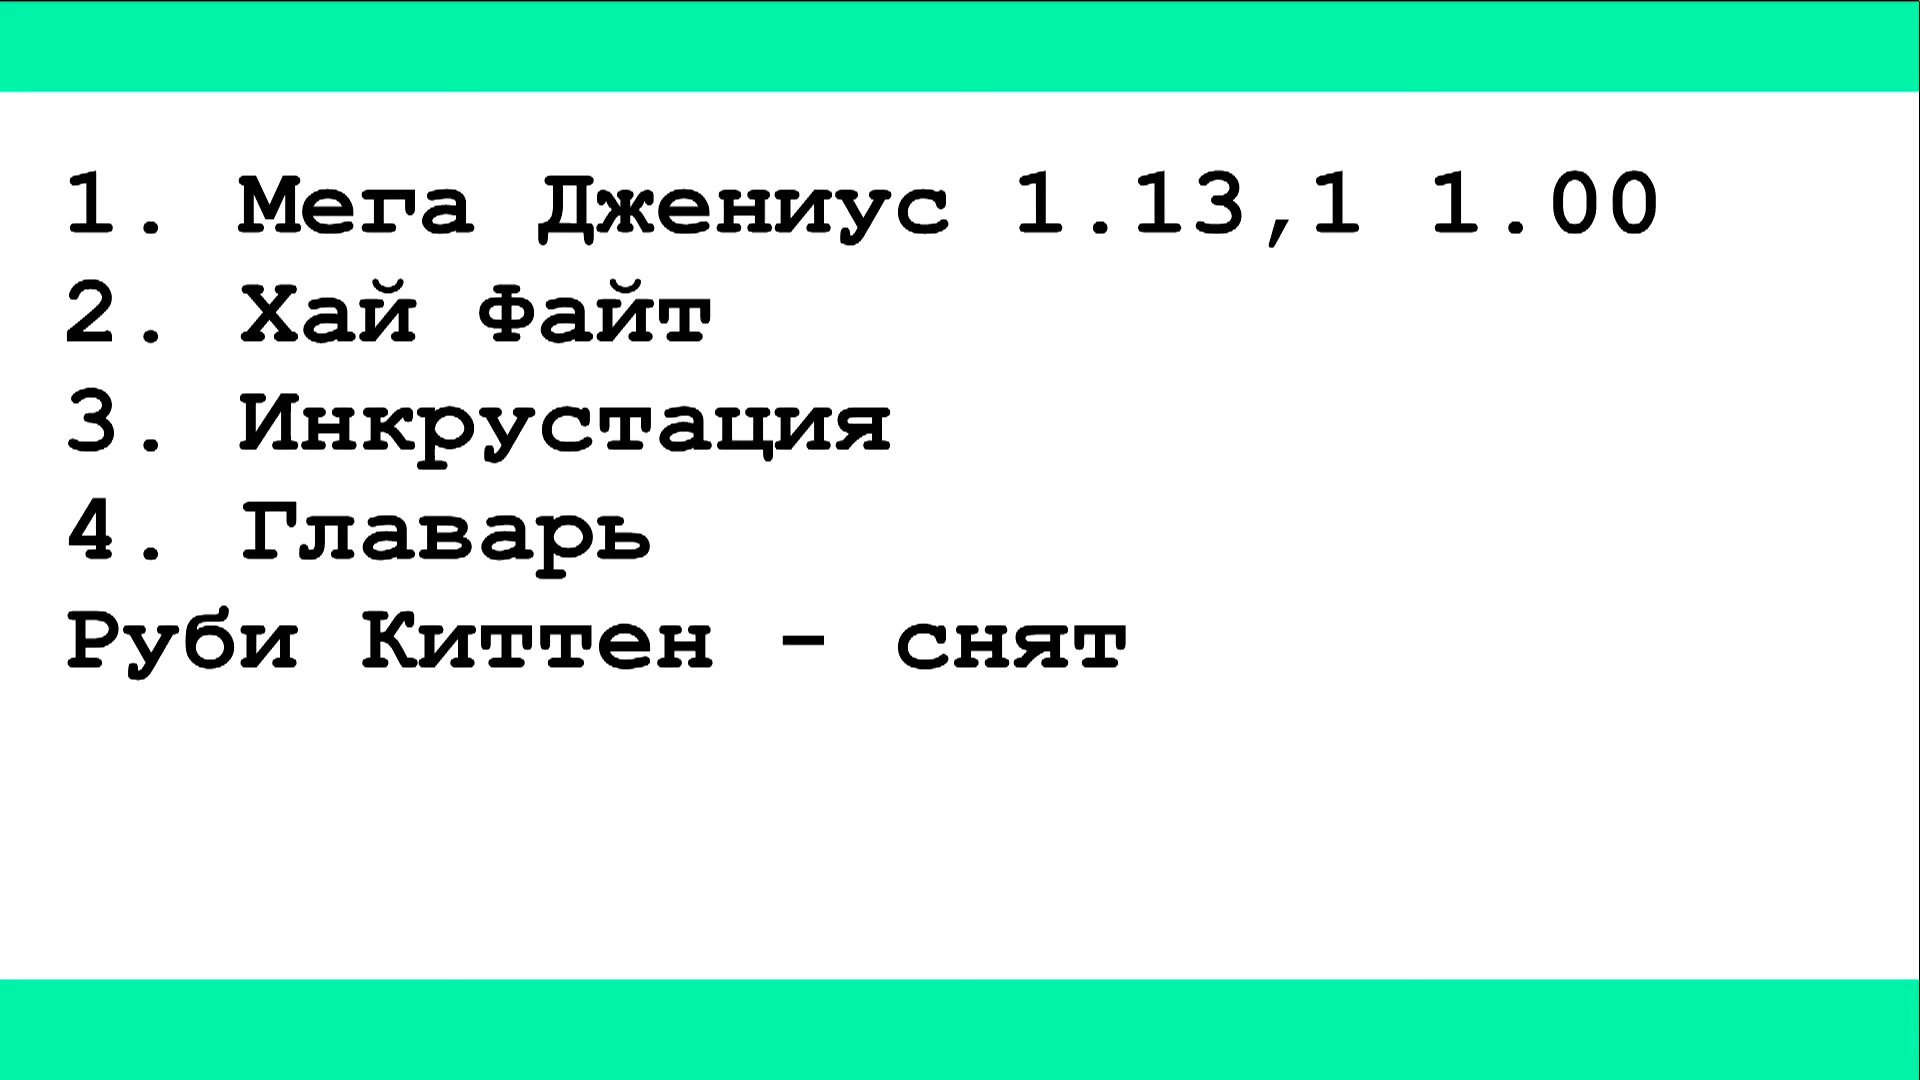 1. Мега Джениус 1.13,1 1.00
2. Хай Файт
3. Инкрустация
4. Главарь
Руби Киттен - снят